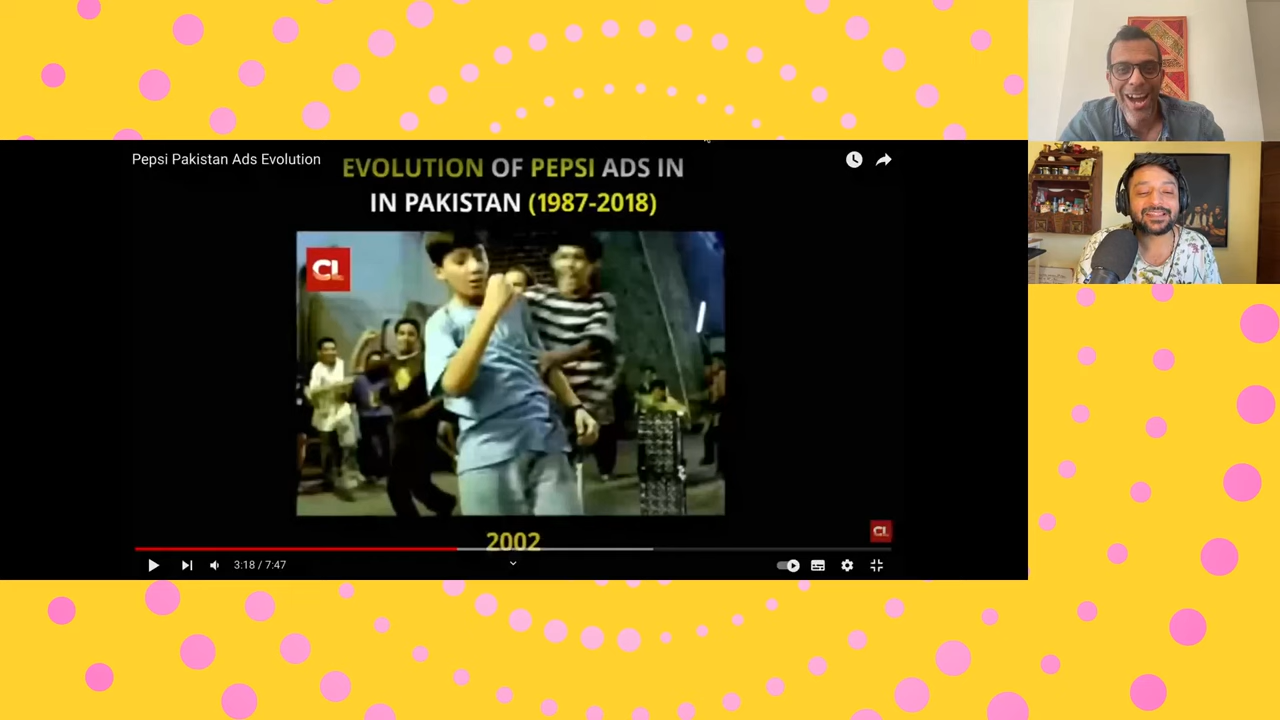 Pepsi Pakistan Ads Evolution
EVOLUTION OF PEPSI ADS IN
IN PAKISTAN (1987-2018)
CL
2002
CL
3:18 / 7:47